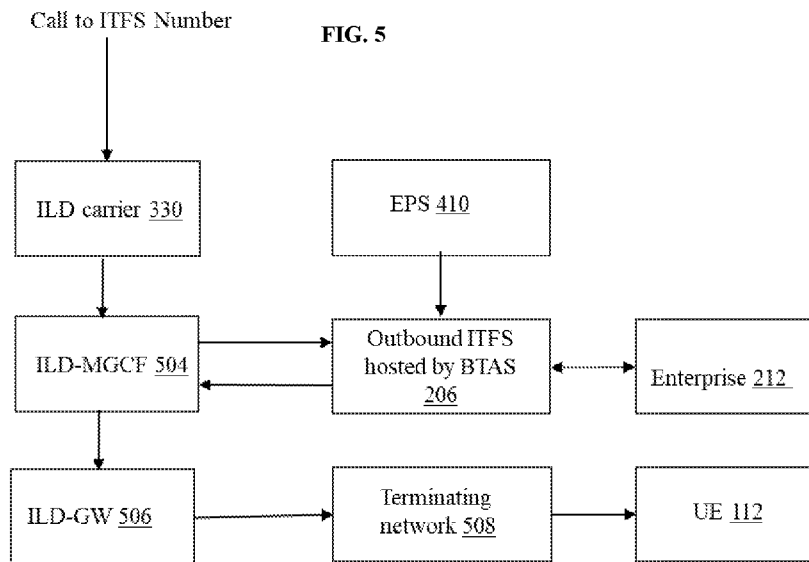 Call to ITFS Number
FIG. 5
ILD carrier 330
EPS 410
ILD-MGCF 504
Outbound ITFS
hosted by BTAS
206
Enterprise 212
ILD-GW 506
Terminating
network 508
UE 112